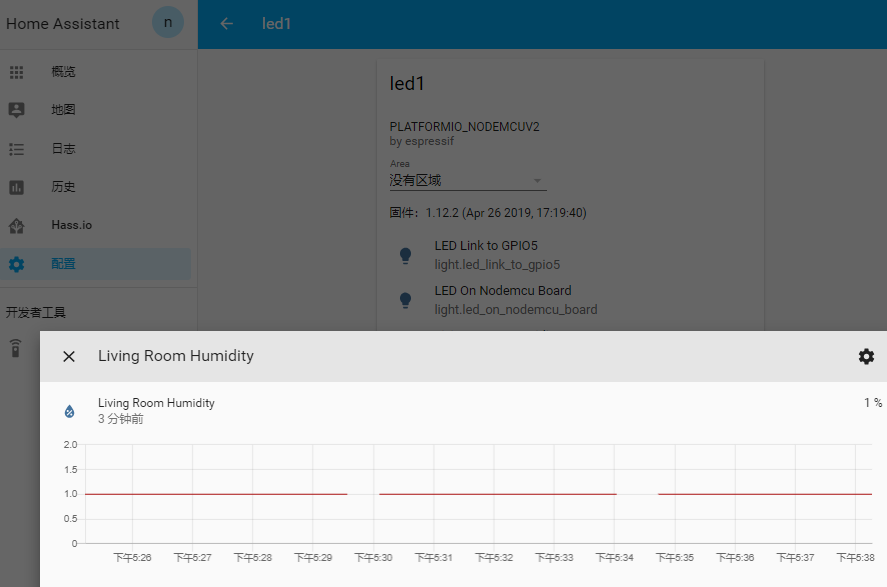 Home Assistant
n
led1
概览
地图
日志
历史
Hass.io
配置
开发者工具
led1
PLATFORMIO_NODEMCUV2
by espressif
Area
没有区域
固件：1.12.2 (Apr 26 2019, 17:19:40)
LED Link to GPIO5
light.led_link_to_gpio5
LED On Nodemcu Board
light.led_on_nodemcu_board
Living Room Humidity
Living Room Humidity
1 %
3 分钟前
2.0
1.5
1.0
0.5
0
下午5:26 下午5:27 下午5:28 下午5:29 下午5:30 下午5:31 下午5:32 下午5:33 下午5:34 下午5:35 下午5:36 下午5:37 下午5:38